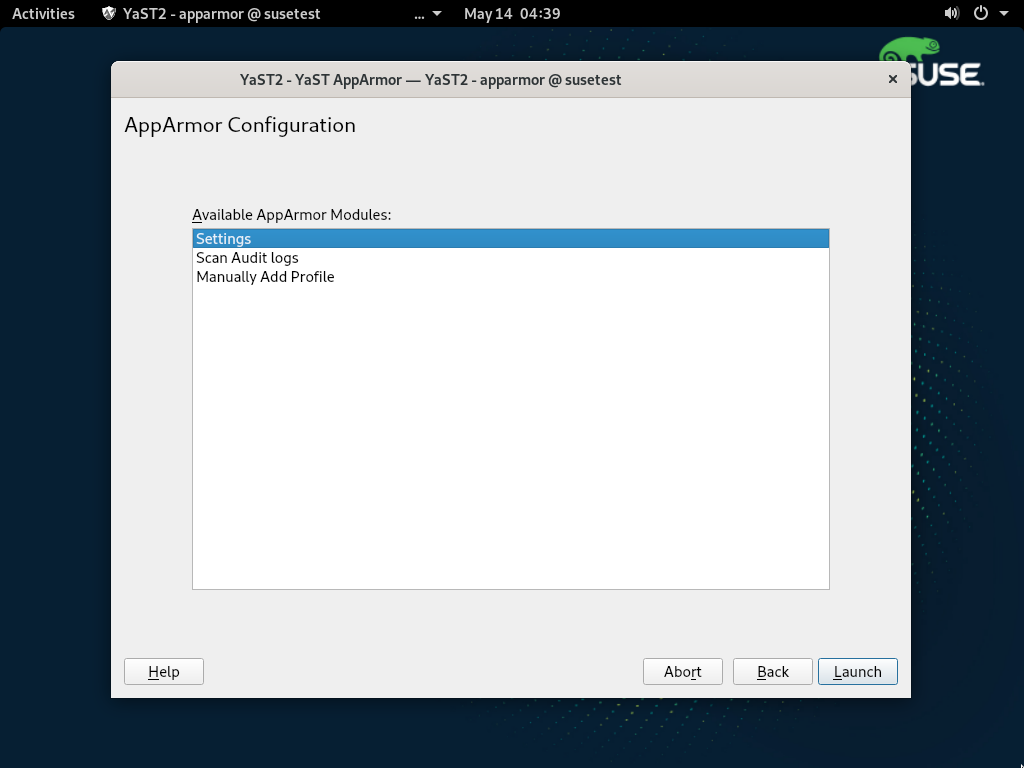 Activities YaST2 - apparmor @ susetest ... May 14 04:39
SUSE
YaST2 - YaST AppArmor — YaST2 - apparmor @ susetest
AppArmor Configuration
Available AppArmor Modules:
Settings
Scan Audit logs
Manually Add Profile
Help Abort Back Launch